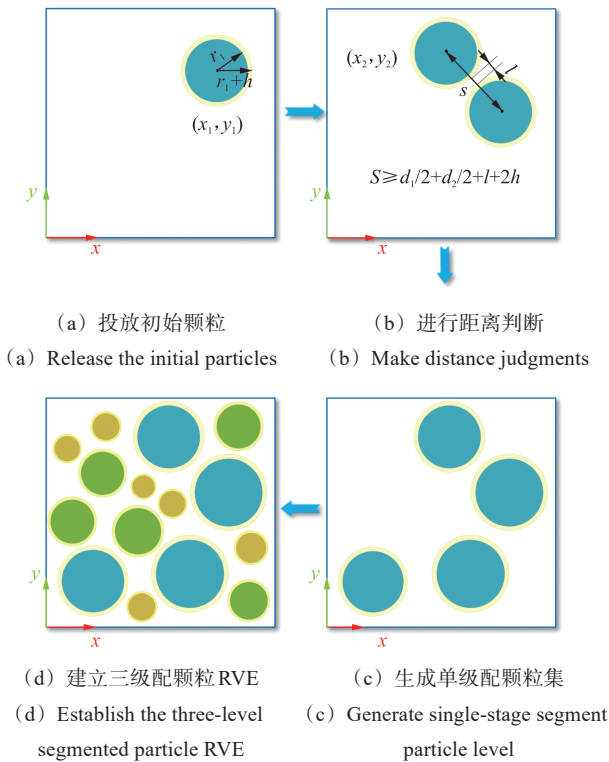 r₁
r₁+h
(x₁,y₁)
y
x
(x₂,y₂)
s
l
S≥d₁/2+d₂/2+l+2h
y
x
（a）投放初始颗粒
（a）Release the initial particles
（b）进行距离判断
（b）Make distance judgments
y
x
y
x
（d）建立三级配颗粒RVE
（d）Establish the three-level
segmented particle RVE
（c）生成单级配颗粒集
（c）Generate single-stage segment
particle level